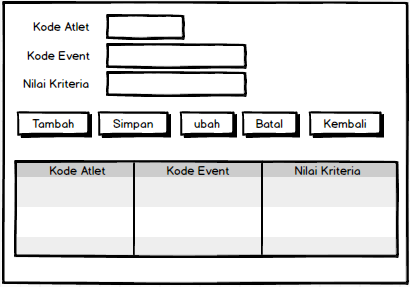 Kode Atlet
Kode Event
Nilai Kriteria
Tambah Simpan ubah Batal Kembali
Kode Atlet Kode Event Nilai Kriteria